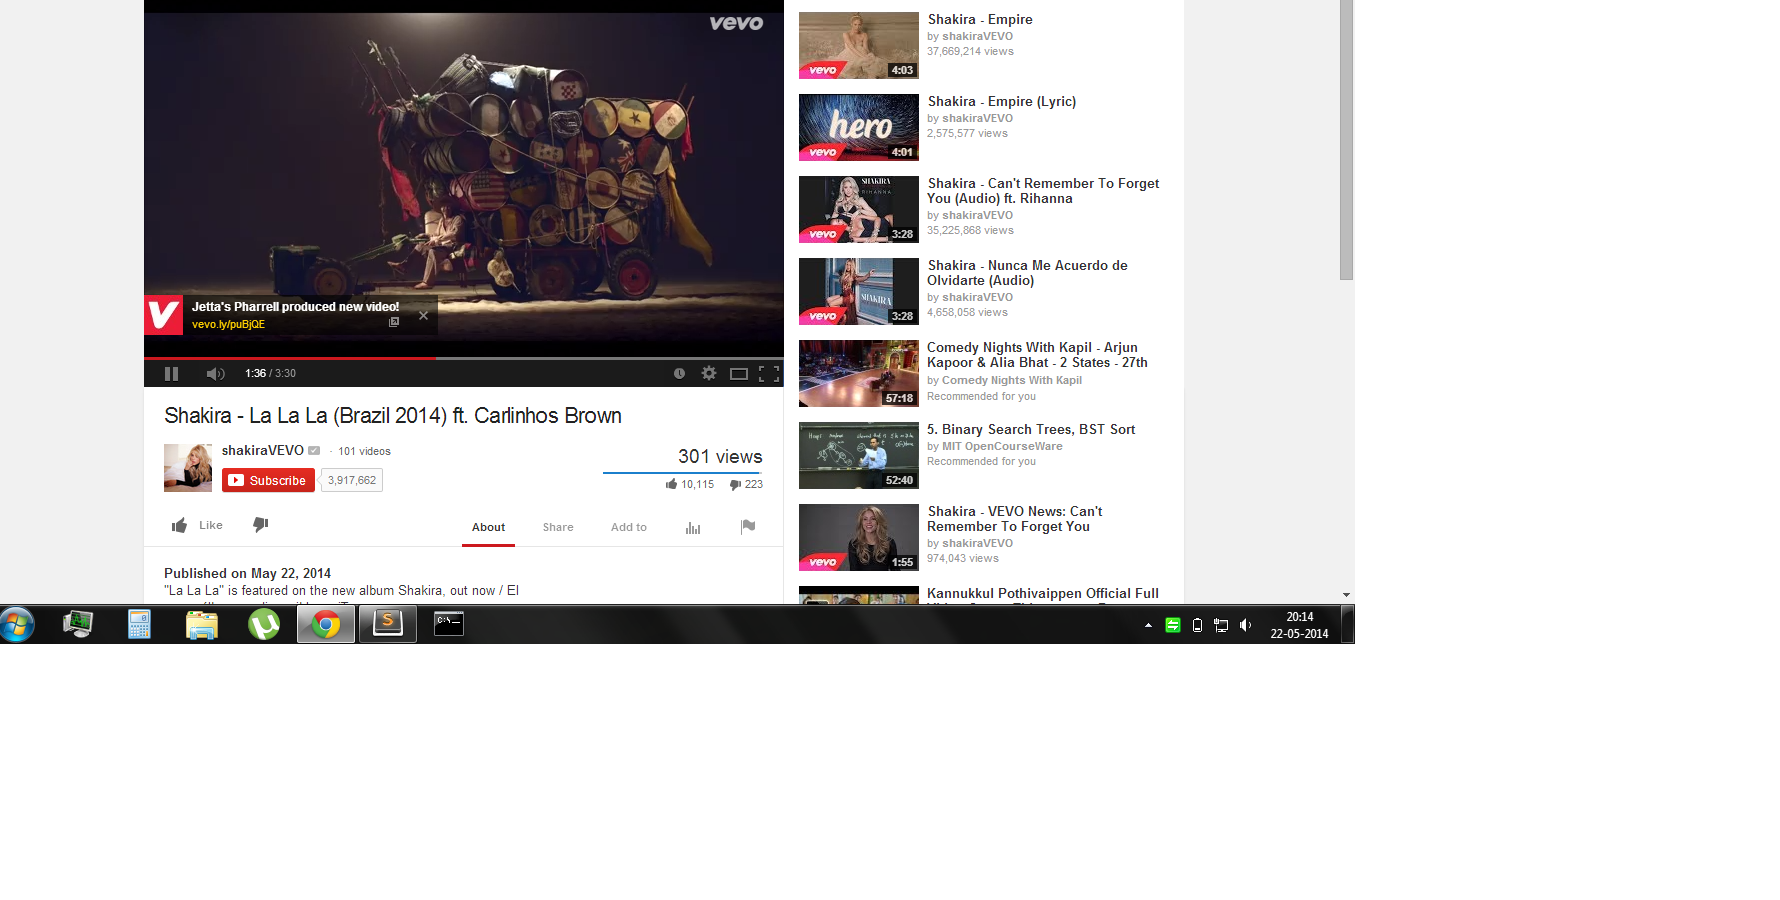 vevo
Jetta's Pharrell produced new video!
vevo.ly/puBjQE
1:36 / 3:30
Shakira - La La La (Brazil 2014) ft. Carlinhos Brown
shakiraVEVO · 101 videos
Subscribe 3,917,662
301 views
10,115 223
Like
About Share Add to
Published on May 22, 2014
"La La La" is featured on the new album Shakira, out now / El
vevo 4:03
Shakira - Empire
by shakiraVEVO
37,669,214 views
hero
vevo 4:01
Shakira - Empire (Lyric)
by shakiraVEVO
2,575,577 views
SHAKIRA
RIHANNA
vevo 3:28
Shakira - Can't Remember To Forget
You (Audio) ft. Rihanna
by shakiraVEVO
35,225,868 views
SHAKIRA
vevo 3:28
Shakira - Nunca Me Acuerdo de
Olvidarte (Audio)
by shakiraVEVO
4,658,058 views
57:18
Comedy Nights With Kapil - Arjun
Kapoor & Alia Bhat - 2 States - 27th
by Comedy Nights With Kapil
Recommended for you
52:40
5. Binary Search Trees, BST Sort
by MIT OpenCourseWare
Recommended for you
vevo 1:55
Shakira - VEVO News: Can't
Remember To Forget You
by shakiraVEVO
974,043 views
Kannukkul Pothivaippen Official Full
C:\
20:14
22-05-2014